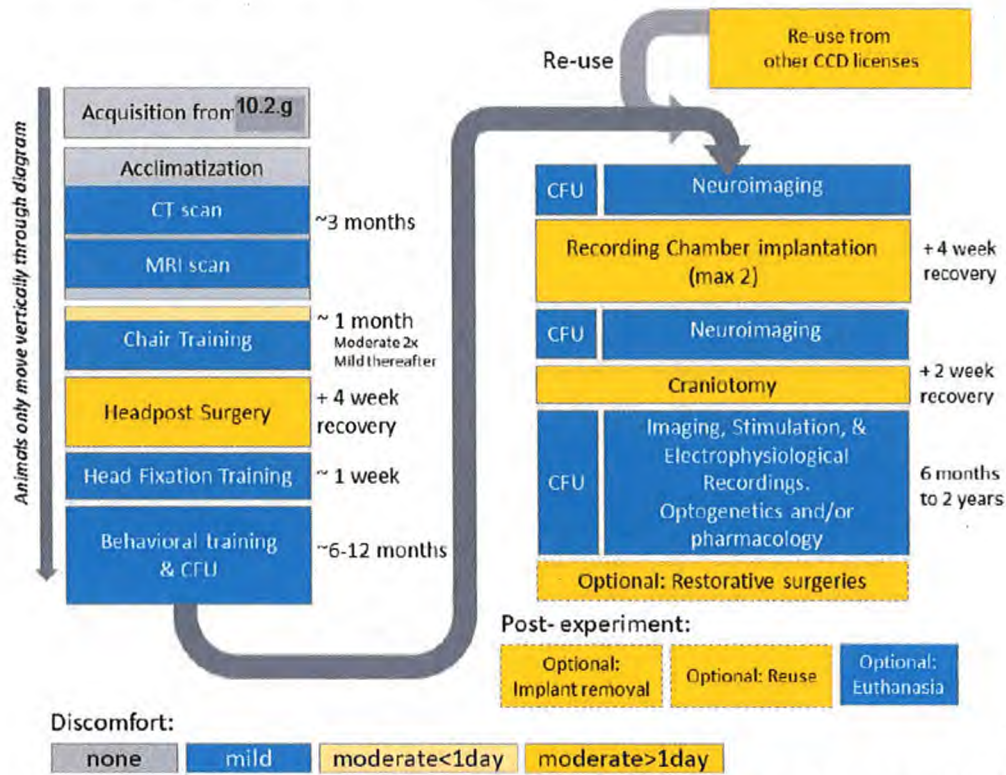 Re-use from
other CCD licenses
Re-use
Animals only move vertically through diagram
Acquisition from 10.2.g
Acclimatization
CT scan
MRI scan
~3 months
Chair Training
~ 1 month
Moderate 2x
Mild thereafter
Headpost Surgery
+ 4 week
recovery
Head Fixation Training
~ 1 week
Behavioral training
& CFU
~6-12 months
CFU
Neuroimaging
Recording Chamber implantation
(max 2)
+ 4 week
recovery
CFU
Neuroimaging
Craniotomy
+ 2 week
recovery
CFU
Imaging, Stimulation, &
Electrophysiological
Recordings.
Optogenetics and/or
pharmacology
6 months
to 2 years
Optional: Restorative surgeries
Post- experiment:
Optional:
Implant removal
Optional: Reuse
Optional:
Euthanasia
Discomfort:
none
mild
moderate<1day
moderate>1day